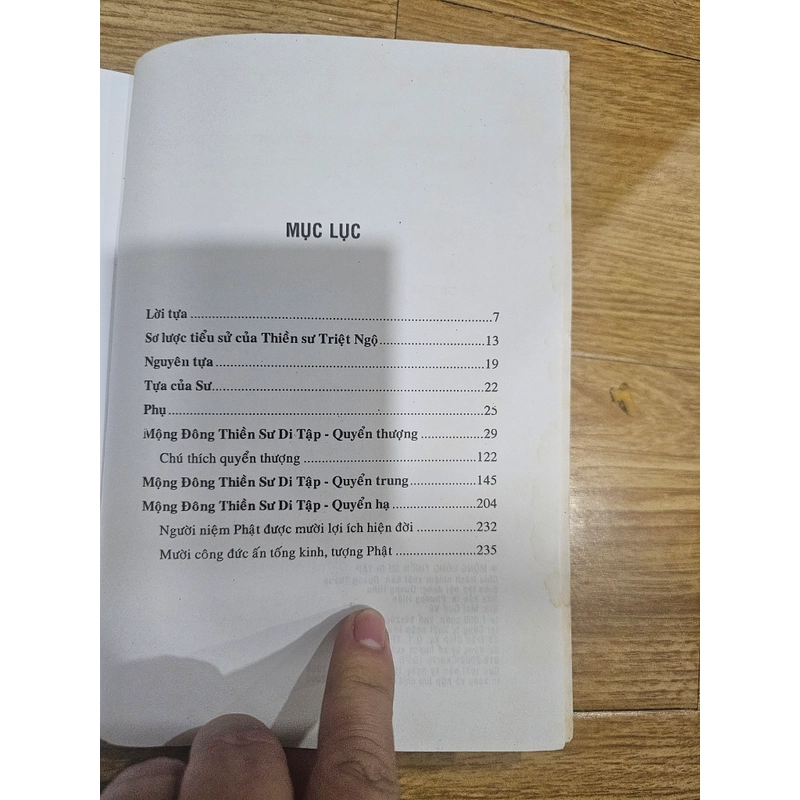 MỤC LỤC
Lời tựa ........ 7
Sơ lược tiểu sử của Thiền sư Triệt Ngộ ........ 13
Nguyên tựa ........ 19
Tựa của Sư ........ 22
Phụ ........ 25
Mộng Đông Thiền Sư Di Tập - Quyển thượng ........ 29
Chú thích quyển thượng ........ 122
Mộng Đông Thiền Sư Di Tập - Quyển trung ........ 145
Mộng Đông Thiền Sư Di Tập - Quyển hạ ........ 204
Người niệm Phật được mười lợi ích hiện đời ........ 232
Mười công đức ấn tống kinh, tượng Phật ........ 235